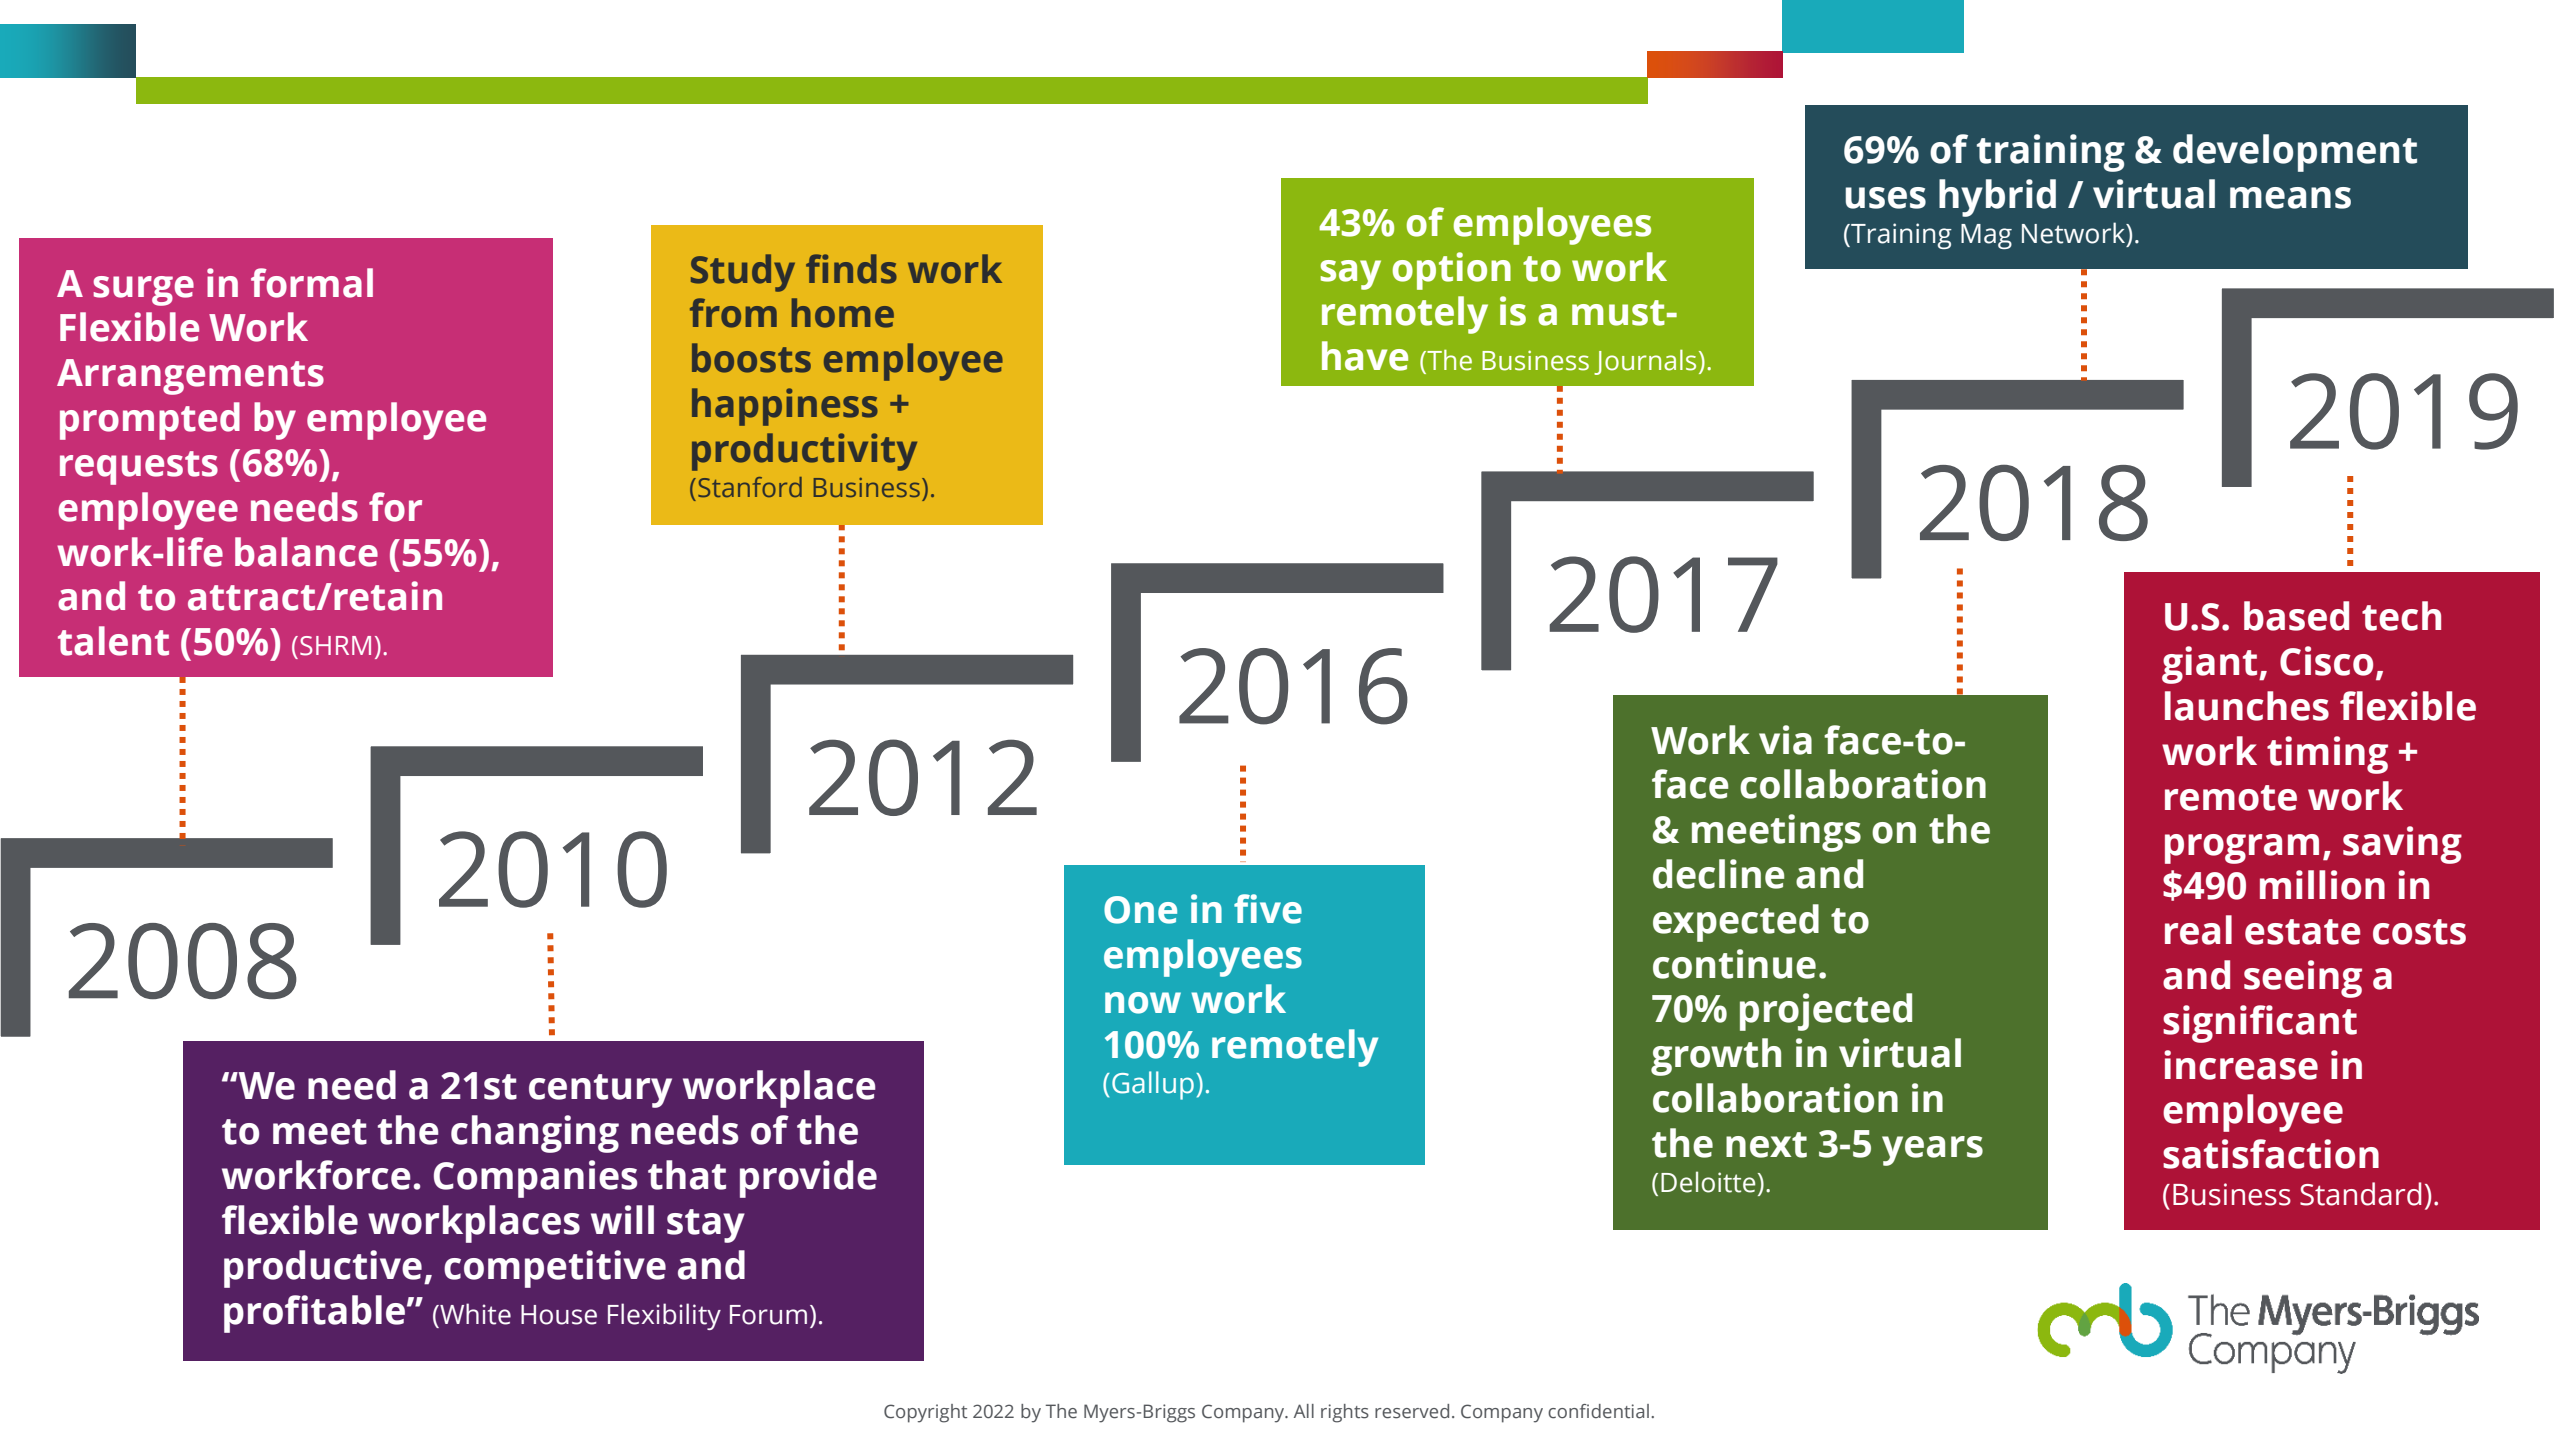 A surge in formal
Flexible Work
Arrangements
prompted by employee
requests (68%),
employee needs for
work-life balance (55%),
and to attract/retain
talent (50%) (SHRM).
2008
2010
“We need a 21st century workplace
to meet the changing needs of the
workforce. Companies that provide
flexible workplaces will stay
productive, competitive and
profitable” (White House Flexibility Forum).
Study finds work
from home
boosts employee
happiness +
productivity
(Stanford Business).
2012
2016
One in five
employees
now work
100% remotely
(Gallup).
43% of employees
say option to work
remotely is a must-
have (The Business Journals).
2017
69% of training & development
uses hybrid / virtual means
(Training Mag Network).
2018
Work via face-to-
face collaboration
& meetings on the
decline and
expected to
continue.
70% projected
growth in virtual
collaboration in
the next 3-5 years
(Deloitte).
2019
U.S. based tech
giant, Cisco,
launches flexible
work timing +
remote work
program, saving
$490 million in
real estate costs
and seeing a
significant
increase in
employee
satisfaction
(Business Standard).
The Myers-Briggs
Company
Copyright 2022 by The Myers-Briggs Company. All rights reserved. Company confidential.